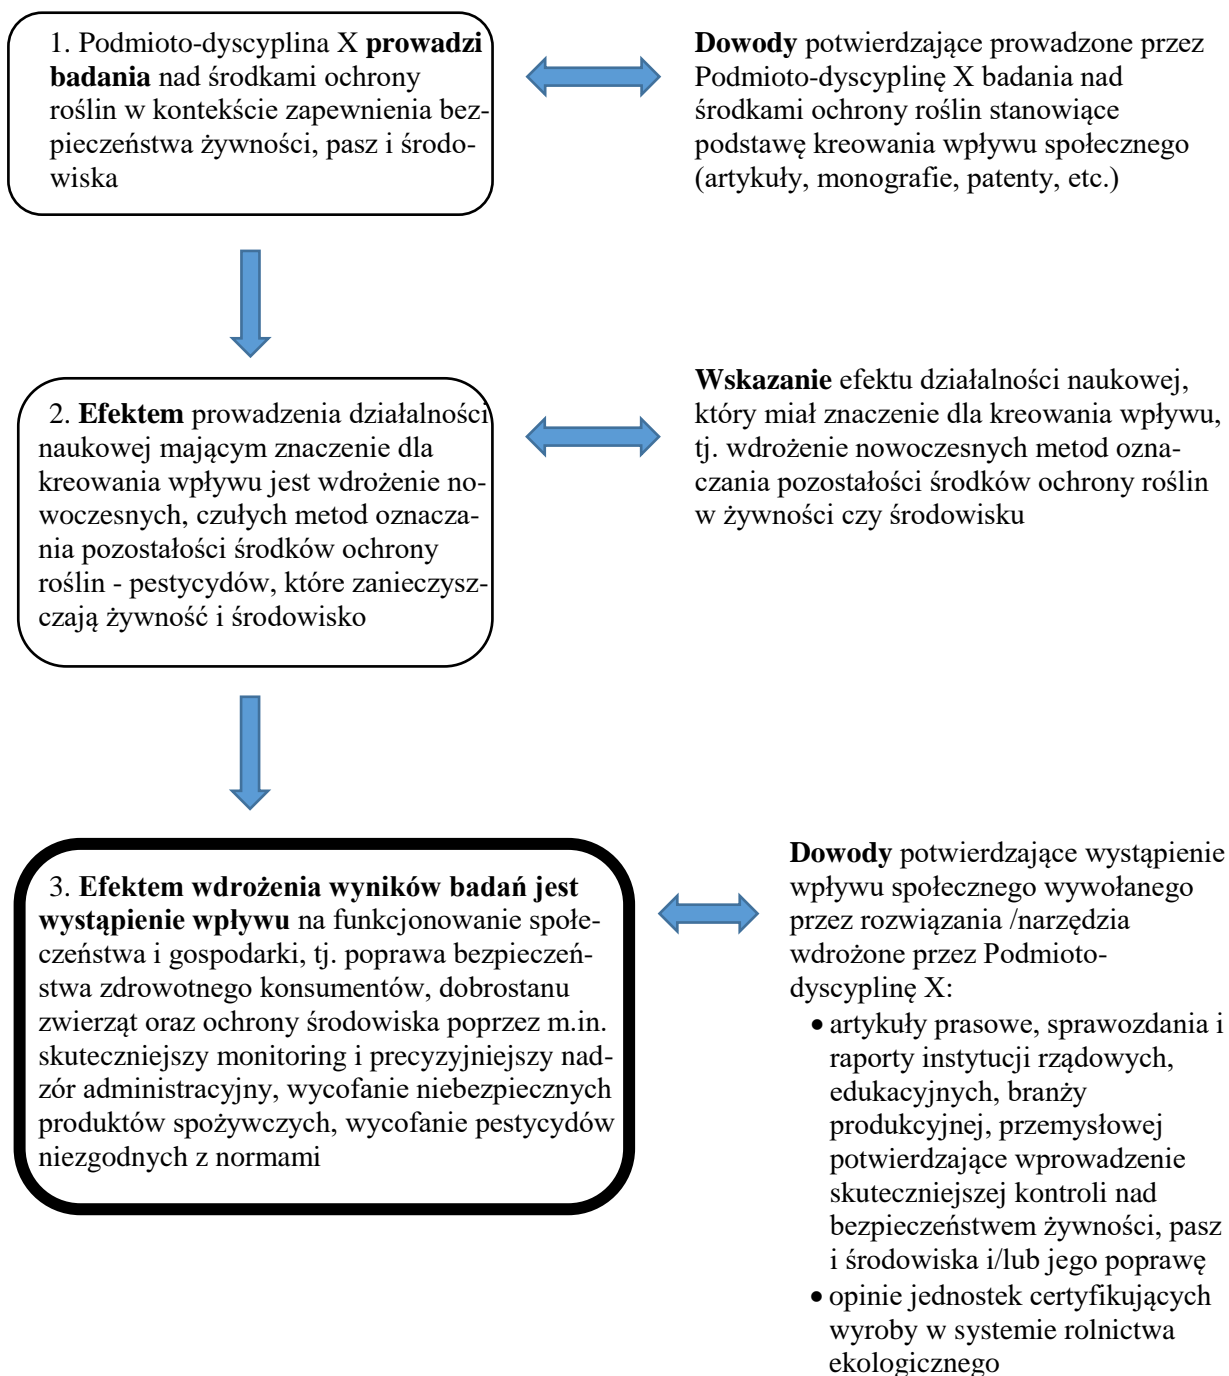 1. Podmioto-dyscyplina X prowadzi
badania nad środkami ochrony
roślin w kontekście zapewnienia bez-
pieczeństwa żywności, pasz i środo-
wiska
Dowody potwierdzające prowadzone przez
Podmioto-dyscyplinę X badania nad
środkami ochrony roślin stanowiące
podstawę kreowania wpływu społecznego
(artykuły, monografie, patenty, etc.)
2. Efektem prowadzenia działalności
naukowej mającym znaczenie dla
kreowania wpływu jest wdrożenie no-
woczesnych, czułych metod oznacza-
nia pozostałości środków ochrony
roślin - pestycydów, które zanieczysz-
czają żywność i środowisko
Wskazanie efektu działalności naukowej,
który miał znaczenie dla kreowania wpływu,
tj. wdrożenie nowoczesnych metod ozna-
czania pozostałości środków ochrony roślin
w żywności czy środowisku
3. Efektem wdrożenia wyników badań jest
wystąpienie wpływu na funkcjonowanie społe-
czeństwa i gospodarki, tj. poprawa bezpieczeń-
stwa zdrowotnego konsumentów, dobrostanu
zwierząt oraz ochrony środowiska poprzez m.in.
skuteczniejszy monitoring i precyzyjniejszy nad-
zór administracyjny, wycofanie niebezpiecznych
produktów spożywczych, wycofanie pestycydów
niezgodnych z normami
Dowody potwierdzające wystąpienie
wpływu społecznego wywołanego
przez rozwiązania /narzędzia
wdrożone przez Podmioto-
dyscyplinę X:
• artykuły prasowe, sprawozdania i
raporty instytucji rządowych,
edukacyjnych, branży
produkcyjnej, przemysłowej
potwierdzające wprowadzenie
skuteczniejszej kontroli nad
bezpieczeństwem żywności, pasz
i środowiska i/lub jego poprawę
• opinie jednostek certyfikujących
wyroby w systemie rolnictwa
ekologicznego